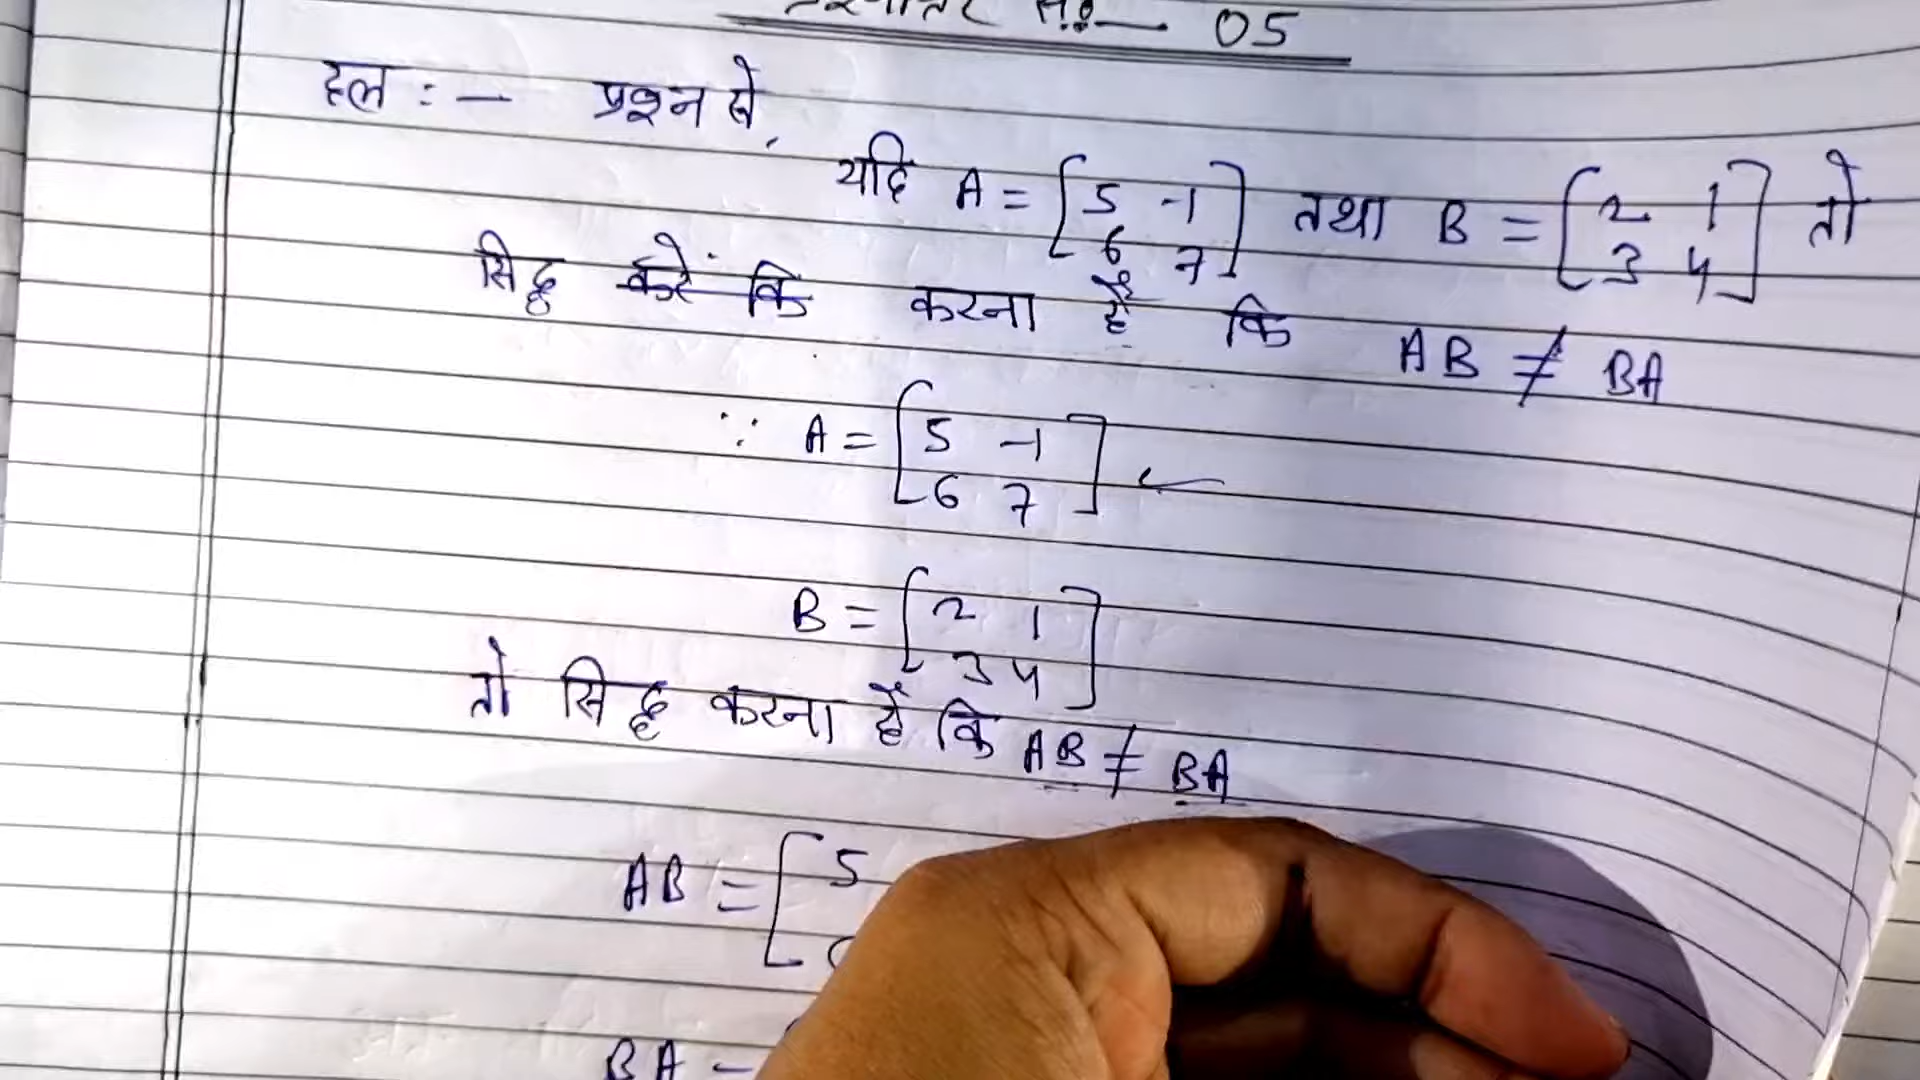 05
हल :— प्रश्न से,
यदि A = [5 -1
6 7] तथा B = [2 1
3 4] तो
सिद्ध करें कि करना है कि AB ≠ BA
∵ A = [5 -1
6 7] ←
B = [2 1
3 4]
तो सिद्ध करना है कि AB ≠ BA
AB = [5
BA =